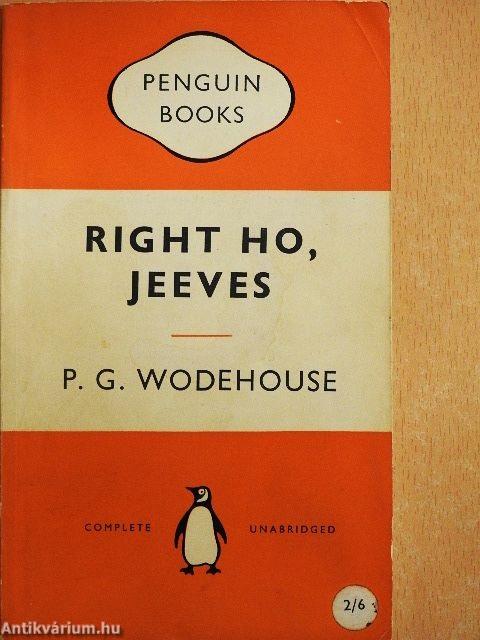 PENGUIN
BOOKS
RIGHT HO,
JEEVES
P. G. WODEHOUSE
COMPLETE UNABRIDGED
2/6
Antikvárium.hu